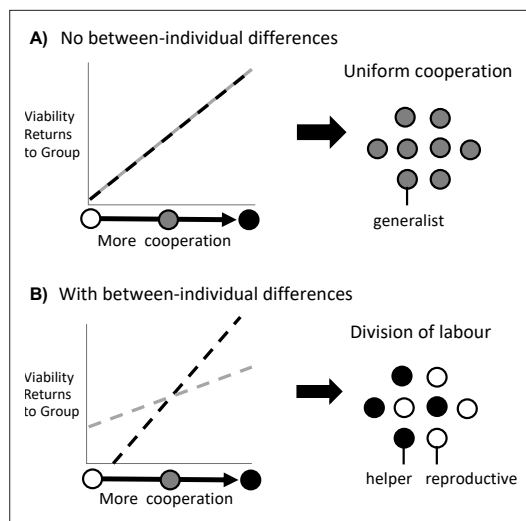 A) No between-individual differences
Uniform cooperation
Viability
Returns
to Group
More cooperation
generalist
B) With between-individual differences
Division of labour
Viability
Returns
to Group
More cooperation
helper
reproductive